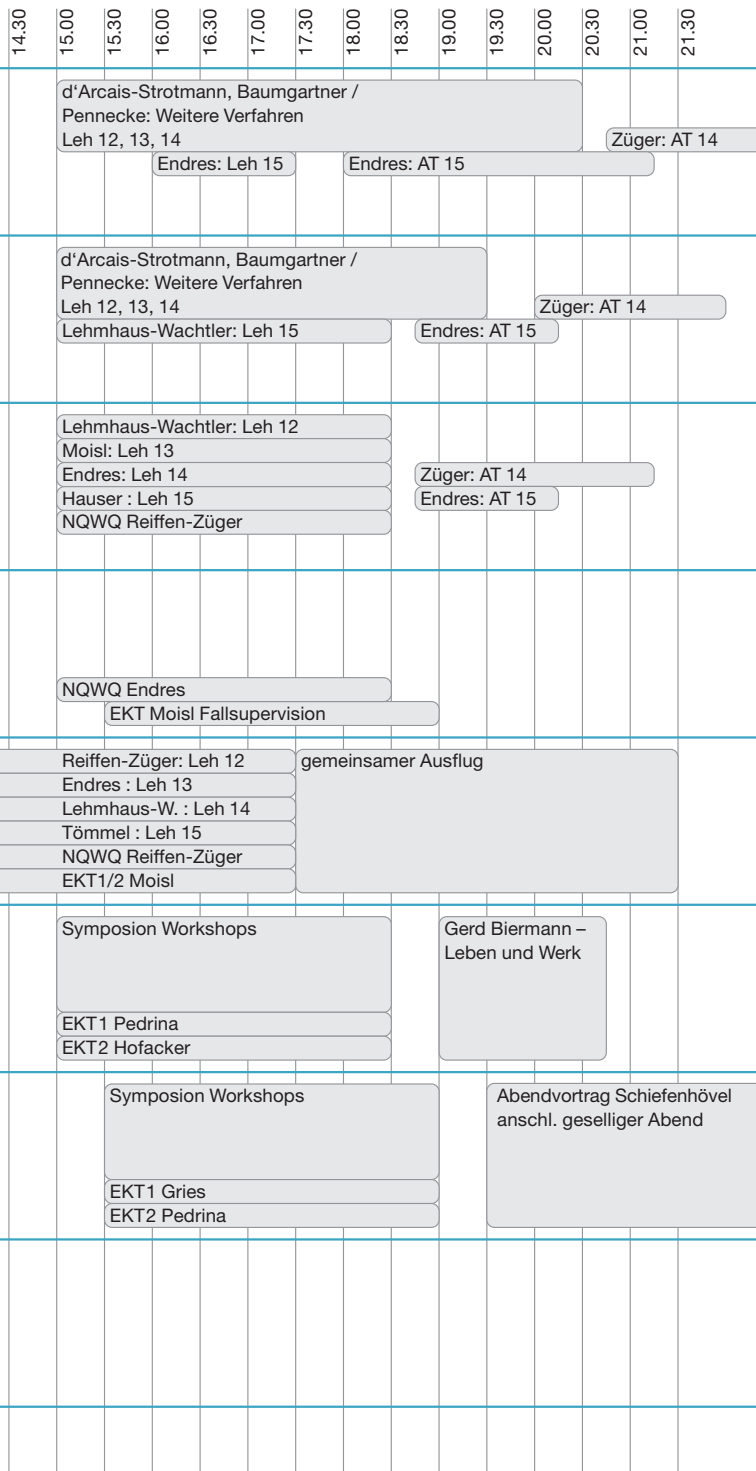 14.30
15.00
15.30
16.00
16.30
17.00
17.30
18.00
18.30
19.00
19.30
20.00
20.30
21.00
21.30
d‘Arcais-Strotmann, Baumgartner /
Pennecke: Weitere Verfahren
Leh 12, 13, 14
Züger: AT 14
Endres: Leh 15
Endres: AT 15
d‘Arcais-Strotmann, Baumgartner /
Pennecke: Weitere Verfahren
Leh 12, 13, 14
Züger: AT 14
Lehmhaus-Wachtler: Leh 15
Endres: AT 15
Lehmhaus-Wachtler: Leh 12
Moisl: Leh 13
Endres: Leh 14
Züger: AT 14
Hauser : Leh 15
Endres: AT 15
NQWQ Reiffen-Züger
NQWQ Endres
EKT Moisl Fallsupervision
Reiffen-Züger: Leh 12
gemeinsamer Ausflug
Endres : Leh 13
Lehmhaus-W. : Leh 14
Tömmel : Leh 15
NQWQ Reiffen-Züger
EKT1/2 Moisl
Symposion Workshops
Gerd Biermann –
Leben und Werk
EKT1 Pedrina
EKT2 Hofacker
Symposion Workshops
Abendvortrag Schiefenhövel
anschl. geselliger Abend
EKT1 Gries
EKT2 Pedrina